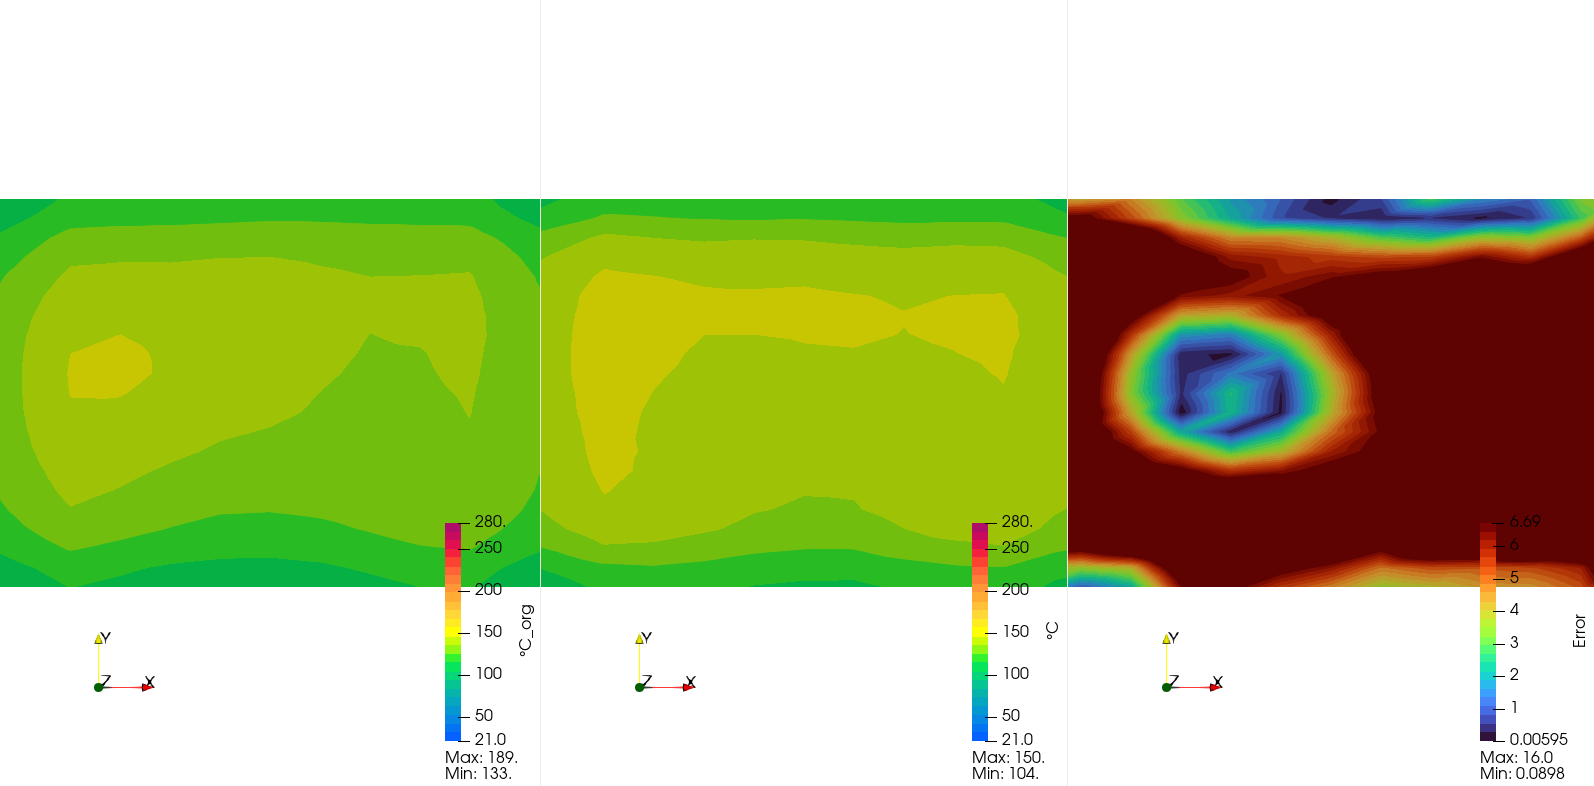 280.
250
200
150
100
50
21.0
°C_org
Max: 189.
Min: 133.
Y
Z
X
280.
250
200
150
100
50
21.0
°C
Max: 150.
Min: 104.
Y
Z
X
6.69
6
5
4
3
2
1
0.00595
Error
Max: 16.0
Min: 0.0898
Y
Z
X